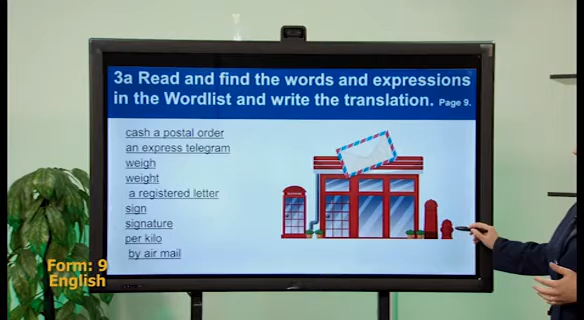 3a Read and find the words and expressions
in the Wordlist and write the translation. Page 9.
cash a postal order
an express telegram
weigh
weight
a registered letter
sign
signature
per kilo
by air mail
Form: 9
English